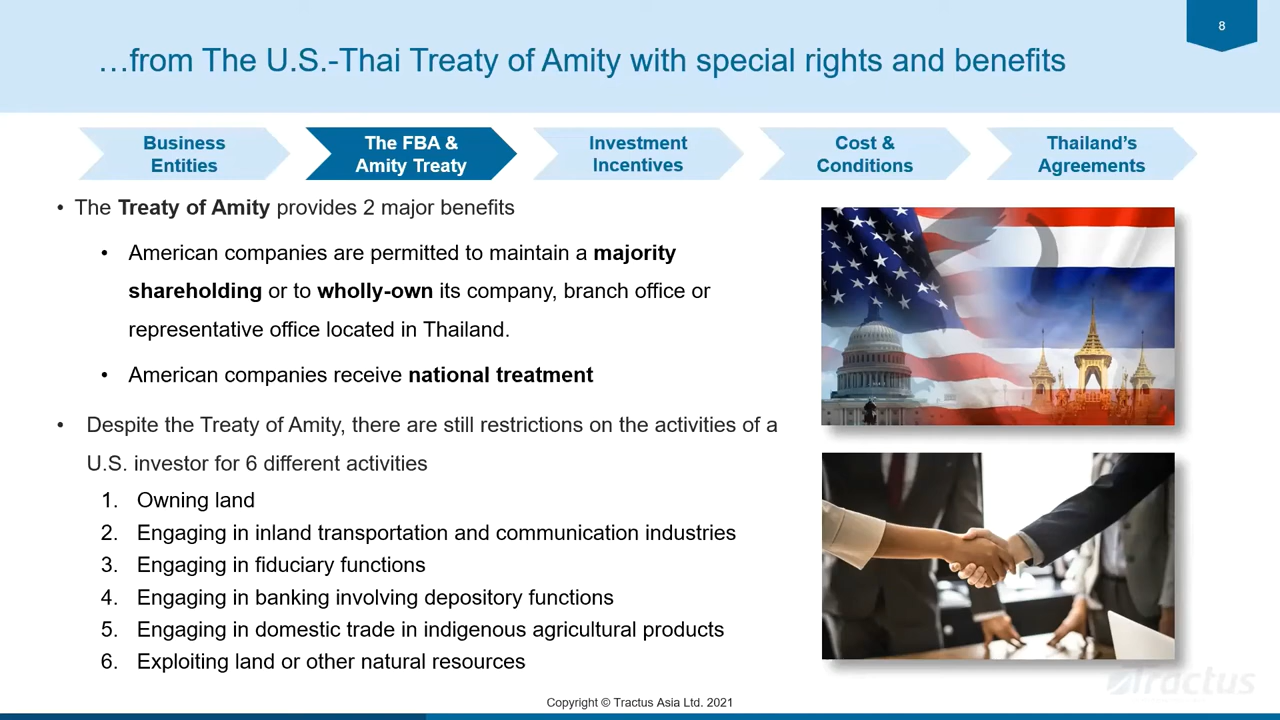 8
…from The U.S.-Thai Treaty of Amity with special rights and benefits
Business
Entities
The FBA &
Amity Treaty
Investment
Incentives
Cost &
Conditions
Thailand’s
Agreements
• The Treaty of Amity provides 2 major benefits
• American companies are permitted to maintain a majority
shareholding or to wholly-own its company, branch office or
representative office located in Thailand.
• American companies receive national treatment
• Despite the Treaty of Amity, there are still restrictions on the activities of a
U.S. investor for 6 different activities
1. Owning land
2. Engaging in inland transportation and communication industries
3. Engaging in fiduciary functions
4. Engaging in banking involving depository functions
5. Engaging in domestic trade in indigenous agricultural products
6. Exploiting land or other natural resources
Tractus
Copyright © Tractus Asia Ltd. 2021